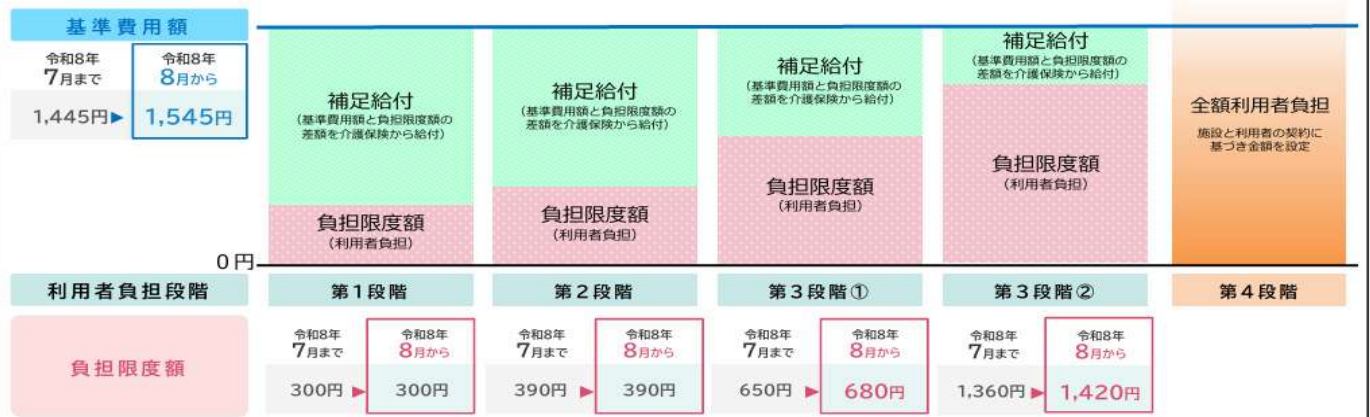 基準費用額
令和8年
7月まで
令和8年
8月から
1,445円▶
1,545円
補足給付
(基準費用額と負担限度額の
差額を介護保険から給付)
負担限度額
(利用者負担)
補足給付
(基準費用額と負担限度額の
差額を介護保険から給付)
負担限度額
(利用者負担)
補足給付
(基準費用額と負担限度額の
差額を介護保険から給付)
負担限度額
(利用者負担)
補足給付
(基準費用額と負担限度額の
差額を介護保険から給付)
負担限度額
(利用者負担)
全額利用者負担
施設と利用者の契約に
基づき金額を設定
0円
利用者負担段階
第1段階
第2段階
第3段階①
第3段階②
第4段階
負担限度額
令和8年
7月まで
令和8年
8月から
300円▶
300円
令和8年
7月まで
令和8年
8月から
390円▶
390円
令和8年
7月まで
令和8年
8月から
650円▶
680円
令和8年
7月まで
令和8年
8月から
1,360円▶
1,420円